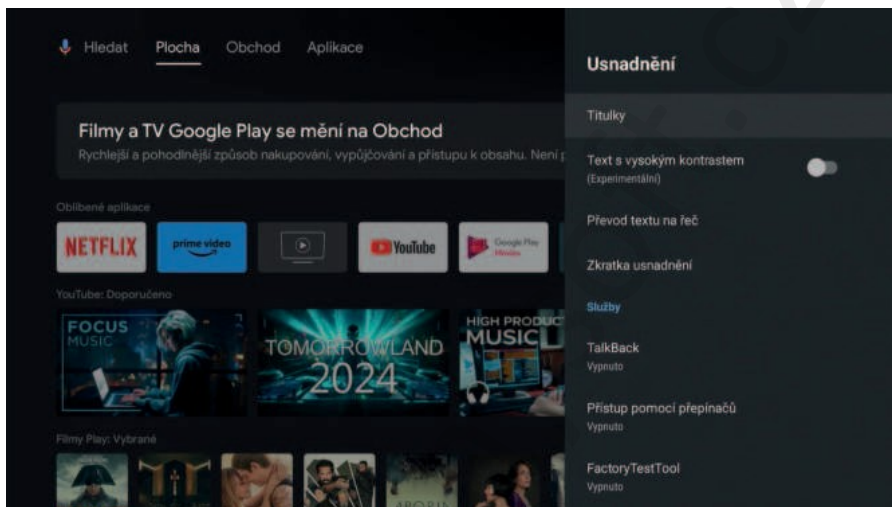 Hledat Plocha Obchod Aplikace
Filmy a TV Google Play se mění na Obchod
Rychlejší a pohodlnější způsob nakupování, vypůjčování a přístupu k obsahu. Není
Oblíbené aplikace
NETFLIX
prime video
YouTube
Google Play
Movies
YouTube: Doporučeno
FOCUS
MUSIC
TOMORROWLAND
2024
HIGH PRODUC
MUSIC
Filmy Play: Vybrané
Usnadnění
Titulky
Text s vysokým kontrastem
(Experimentální)
Převod textu na řeč
Zkratka usnadnění
Služby
TalkBack
Vypnuto
Přístup pomocí přepínačů
Vypnuto
FactoryTestTool
Vypnuto